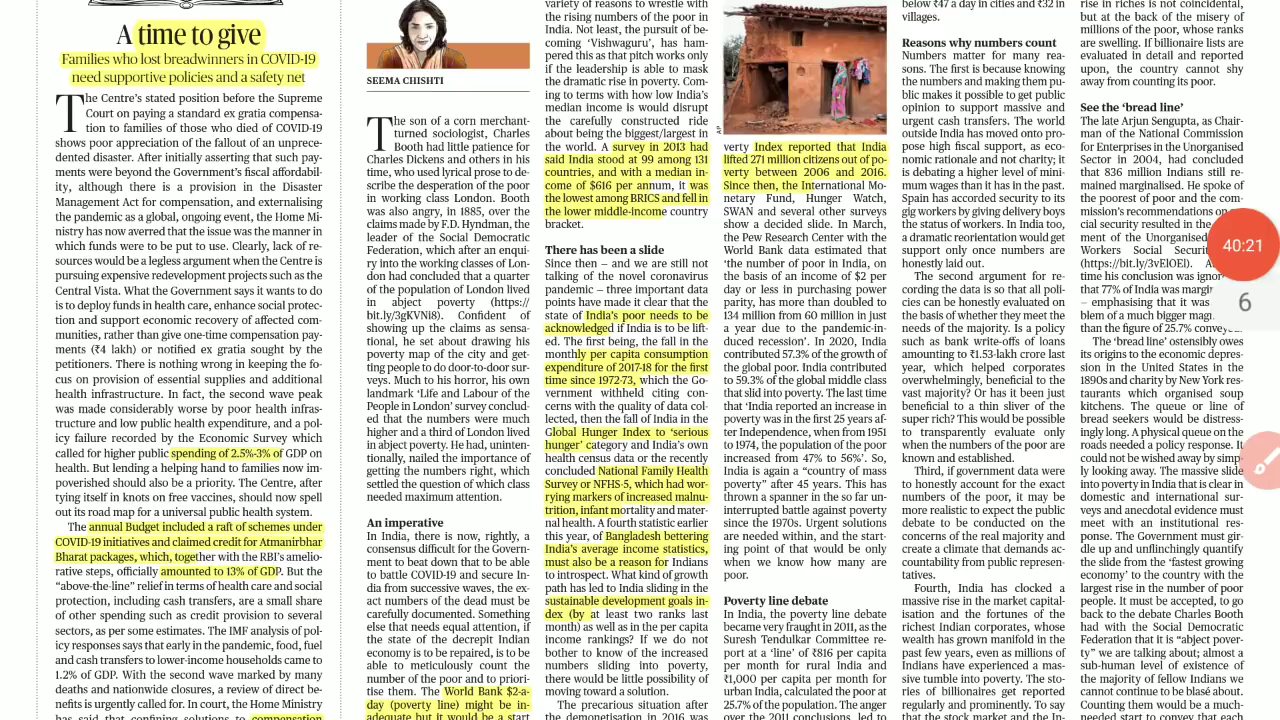 A time to give
Families who lost breadwinners in COVID-19
need supportive policies and a safety net
The Centre's stated position before the Supreme
Court on paying a standard ex gratia compensa-
tion to families of those who died of COVID-19
shows poor appreciation of the fallout of an unprece-
dented disaster. After initially asserting that such pay-
ments were beyond the Government's fiscal affordabil-
ity, although there is a provision in the Disaster
Management Act for compensation, and externalising
the pandemic as a global, ongoing event, the Home Mi-
nistry has now averred that the issue was the manner in
which funds were to be put to use. Clearly, lack of re-
sources would be a legless argument when the Centre is
pursuing expensive redevelopment projects such as the
Central Vista. What the Government says it wants to do
is to deploy funds in health care, enhance social protec-
tion and support economic recovery of affected com-
munities, rather than give one-time compensation pay-
ments (₹4 lakh) or notified ex gratia sought by the
petitioners. There is nothing wrong in keeping the fo-
cus on provision of essential supplies and additional
health infrastructure. In fact, the second wave peak
was made considerably worse by poor health infras-
tructure and low public health expenditure, and a pol-
icy failure recorded by the Economic Survey which
called for higher public spending of 2.5%-3% of GDP on
health. But lending a helping hand to families now im-
poverished should also be a priority. The Centre, after
tying itself in knots on free vaccines, should now spell
out its road map for a universal public health system.
The annual Budget included a raft of schemes under
COVID-19 initiatives and claimed credit for Atmanirbhar
Bharat packages, which, together with the RBI's amelio-
rative steps, officially amounted to 13% of GDP. But the
"above-the-line" relief in terms of health care and social
protection, including cash transfers, are a small share
of other spending such as credit provision to several
sectors, as per some estimates. The IMF analysis of pol-
icy responses says that early in the pandemic, food, fuel
and cash transfers to lower-income households came to
1.2% of GDP. With the second wave marked by many
deaths and nationwide closures, a review of direct be-
nefits is urgently called for. In court, the Home Ministry
has said that confining solutions to compensation
SEEMA CHISHTI
The son of a corn merchant-
turned sociologist, Charles
Booth had little patience for
Charles Dickens and others in his
time, who used lyrical prose to de-
scribe the desperation of the poor
in working class London. Booth
was also angry, in 1885, over the
claims made by F.D. Hyndman, the
leader of the Social Democratic
Federation, which after an enqui-
ry into the working classes of Lon-
don had concluded that a quarter
of the population of London lived
in abject poverty (https://
bit.ly/3gKVNi8). Confident of
showing up the claims as sensa-
tional, he set about drawing his
poverty map of the city and get-
ting people to do door-to-door sur-
veys. Much to his horror, his own
landmark 'Life and Labour of the
People in London' survey conclud-
ed that the numbers were much
higher and a third of London lived
in abject poverty. He had, uninten-
tionally, nailed the importance of
getting the numbers right, which
settled the question of which class
needed maximum attention.
An imperative
In India, there is now, rightly, a
consensus difficult for the Govern-
ment to beat down that to be able
to battle COVID-19 and secure In-
dia from successive waves, the ex-
act numbers of the dead must be
carefully documented. Something
else that needs equal attention, if
the state of the decrepit Indian
economy is to be repaired, is to be
able to meticulously count the
number of the poor and to priori-
tise them. The World Bank $2-a-
day (poverty line) might be in-
adequate but it would be a start
variety of reasons to wrestle with
the rising numbers of the poor in
India. Not least, the pursuit of be-
coming 'Vishwaguru', has ham-
pered this as that pitch works only
if the leadership is able to mask
the dramatic rise in poverty. Com-
ing to terms with how low India's
median income is would disrupt
the carefully constructed ride
about being the biggest/largest in
the world. A survey in 2013 had
said India stood at 99 among 131
countries, and with a median in-
come of $616 per annum, it was
the lowest among BRICS and fell in
the lower middle-income country
bracket.
There has been a slide
Since then – and we are still not
talking of the novel coronavirus
pandemic – three important data
points have made it clear that the
state of India's poor needs to be
acknowledged if India is to be lift-
ed. The first being, the fall in the
monthly per capita consumption
expenditure of 2017-18 for the first
time since 1972-73, which the Go-
vernment withheld citing con-
cerns with the quality of data col-
lected, then the fall of India in the
Global Hunger Index to 'serious
hunger' category and India's own
health census data or the recently
concluded National Family Health
Survey or NFHS-5, which had wor-
rying markers of increased malnu-
trition, infant mortality and mater-
nal health. A fourth statistic earlier
this year, of Bangladesh bettering
India's average income statistics,
must also be a reason for Indians
to introspect. What kind of growth
path has led to India sliding in the
sustainable development goals in-
dex (by at least two ranks last
month) as well as in the per capita
income rankings? If we do not
bother to know of the increased
numbers sliding into poverty,
there would be little possibility of
moving toward a solution.
The precarious situation after
the demonetisation in 2016 was
AP
verty Index reported that India
lifted 271 million citizens out of po-
verty between 2006 and 2016.
Since then, the International Mo-
netary Fund, Hunger Watch,
SWAN and several other surveys
show a decided slide. In March,
the Pew Research Center with the
World Bank data estimated that
'the number of poor in India, on
the basis of an income of $2 per
day or less in purchasing power
parity, has more than doubled to
134 million from 60 million in just
a year due to the pandemic-in-
duced recession'. In 2020, India
contributed 57.3% of the growth of
the global poor. India contributed
to 59.3% of the global middle class
that slid into poverty. The last time
that 'India reported an increase in
poverty was in the first 25 years af-
ter Independence, when from 1951
to 1974, the population of the poor
increased from 47% to 56%'. So,
India is again a "country of mass
poverty" after 45 years. This has
thrown a spanner in the so far un-
interrupted battle against poverty
since the 1970s. Urgent solutions
are needed within, and the start-
ing point of that would be only
when we know how many are
poor.
Poverty line debate
In India, the poverty line debate
became very fraught in 2011, as the
Suresh Tendulkar Committee re-
port at a 'line' of ₹816 per capita
per month for rural India and
₹1,000 per capita per month for
urban India, calculated the poor at
25.7% of the population. The anger
over the 2011 conclusions, led to
below ₹47 a day in cities and ₹32 in
villages.
Reasons why numbers count
Numbers matter for many rea-
sons. The first is because knowing
the numbers and making them pu-
blic makes it possible to get public
opinion to support massive and
urgent cash transfers. The world
outside India has moved onto pro-
pose high fiscal support, as eco-
nomic rationale and not charity; it
is debating a higher level of mini-
mum wages than it has in the past.
Spain has accorded security to its
gig workers by giving delivery boys
the status of workers. In India too,
a dramatic reorientation would get
support only once numbers are
honestly laid out.
The second argument for re-
cording the data is so that all poli-
cies can be honestly evaluated on
the basis of whether they meet the
needs of the majority. Is a policy
such as bank write-offs of loans
amounting to ₹1.53-lakh crore last
year, which helped corporates
overwhelmingly, beneficial to the
vast majority? Or has it been just
beneficial to a thin sliver of the
super rich? This would be possible
to transparently evaluate only
when the numbers of the poor are
known and established.
Third, if government data were
to honestly account for the exact
numbers of the poor, it may be
more realistic to expect the public
debate to be conducted on the
concerns of the real majority and
create a climate that demands ac-
countability from public represen-
tatives.
Fourth, India has clocked a
massive rise in the market capital-
isation and the fortunes of the
richest Indian corporates, whose
wealth has grown manifold in the
past few years, even as millions of
Indians have experienced a mas-
sive tumble into poverty. The sto-
ries of billionaires get reported
regularly and prominently. To say
that the stock market and the In-
rise in riches is not coincidental,
but at the back of the misery of
millions of the poor, whose ranks
are swelling. If billionaire lists are
evaluated in detail and reported
upon, the country cannot shy
away from counting its poor.
See the 'bread line'
The late Arjun Sengupta, as Chair-
man of the National Commission
for Enterprises in the Unorganised
Sector in 2004, had concluded
that 836 million Indians still re-
mained marginalised. He spoke of
the poorest of poor and the com-
mission's recommendations on
cial security resulted in the
ment of the Unorganised
Workers Social Securi
(https://bit.ly/3vElOEl). A
time his conclusion was ignor
that 77% of India was margin
– emphasising that it was
blem of a much bigger mag
than the figure of 25.7% convey
The 'bread line' ostensibly owes
its origins to the economic depres-
sion in the United States in the
1890s and charity by New York res-
taurants which organised soup
kitchens. The queue or line of
bread seekers would be distress-
ingly long. A physical queue on the
roads needed a policy response. It
could not be wished away by simp-
ly looking away. The massive slide
into poverty in India that is clear in
domestic and international sur-
veys and anecdotal evidence must
meet with an institutional res-
ponse. The Government must gir-
dle up and unflinchingly quantify
the slide from the 'fastest growing
economy' to the country with the
largest rise in the number of poor
people. It must be accepted, to go
back to the debate Charles Booth
had with the Social Democratic
Federation that it is "abject pover-
ty" we are talking about; almost a
sub-human level of existence of
the majority of fellow Indians we
cannot continue to be blasé about.
Counting them would be a much-
needed start to convey that each
40:21
6